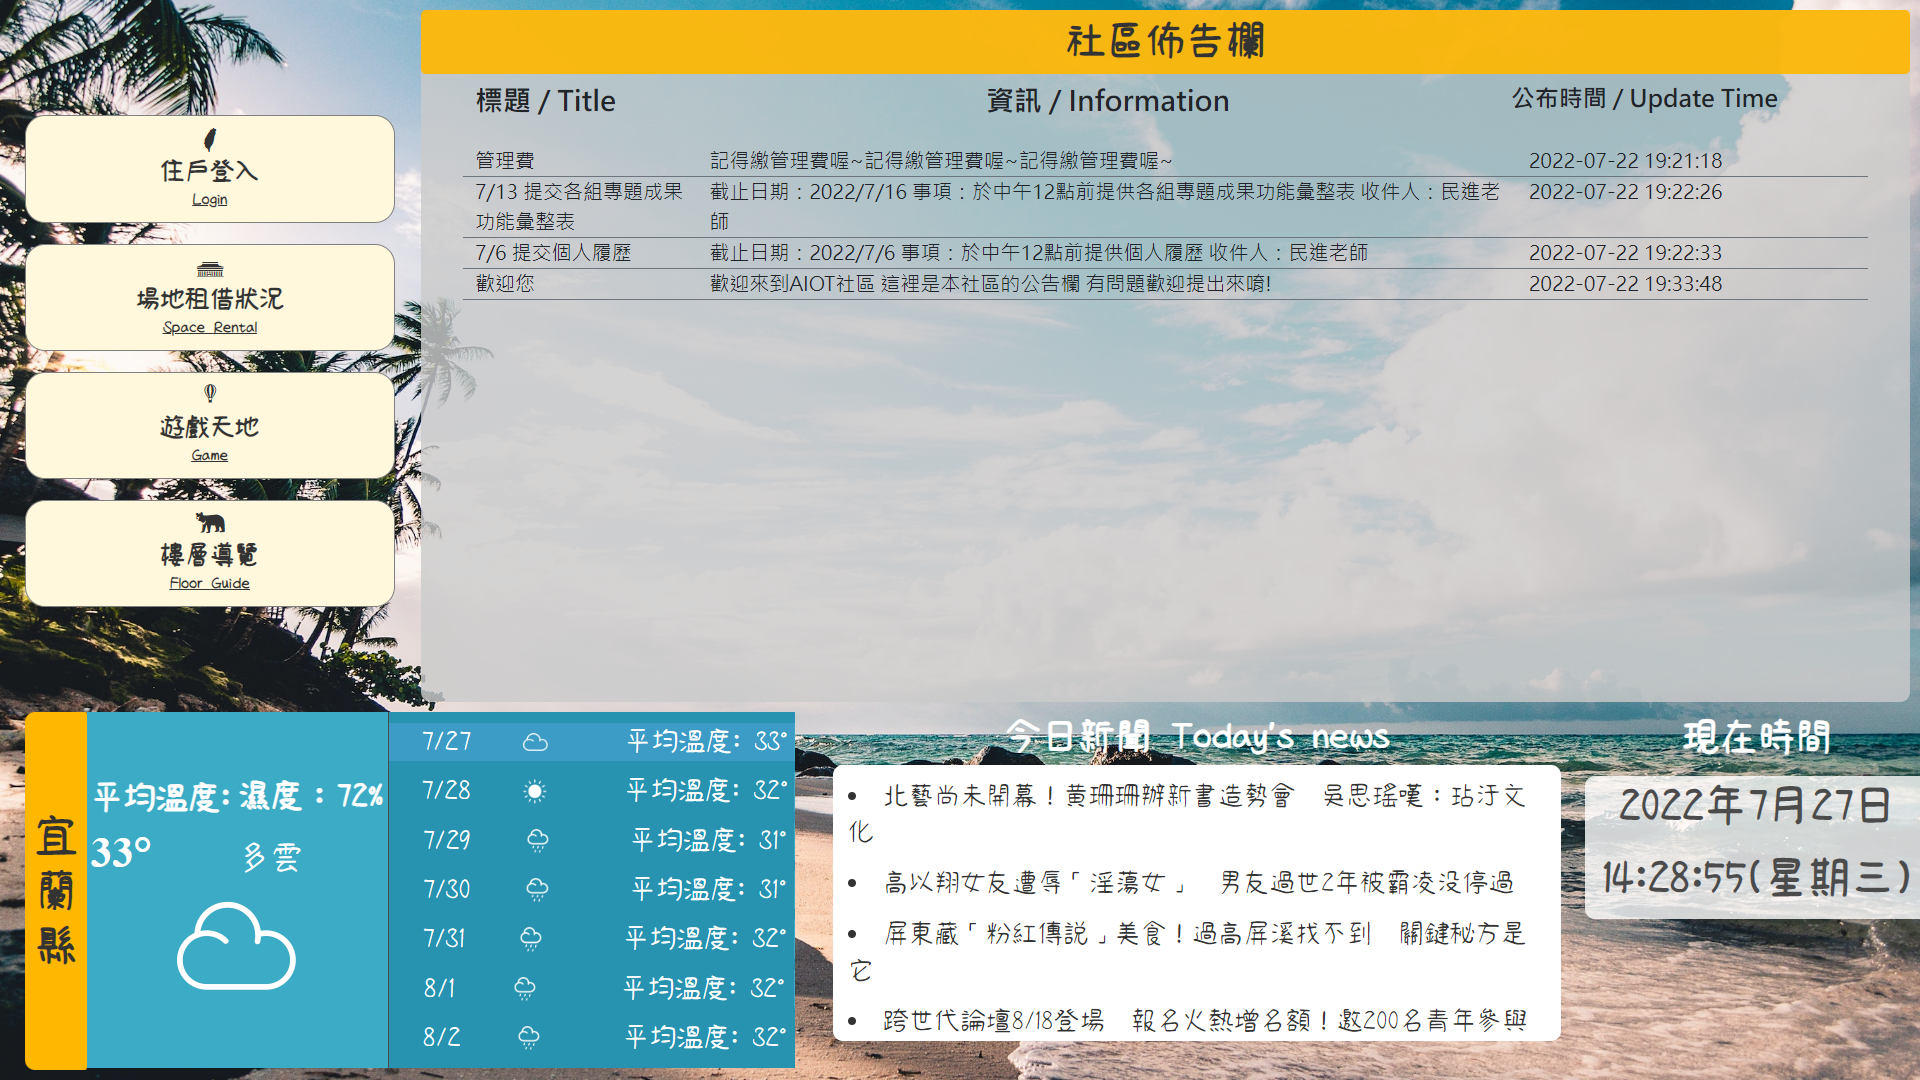 社區佈告欄
標題 / Title
資訊 / Information
公布時間 / Update Time
管理費
記得繳管理費喔~記得繳管理費喔~記得繳管理費喔~
2022-07-22 19:21:18
7/13 提交各組專題成果
功能彙整表
截止日期：2022/7/16 事項：於中午12點前提供各組專題成果功能彙整表 收件人：民進老
師
2022-07-22 19:22:26
7/6 提交個人履歷
截止日期：2022/7/6 事項：於中午12點前提供個人履歷 收件人：民進老師
2022-07-22 19:22:33
歡迎您
歡迎來到AIOT社區 這裡是本社區的公告欄 有問題歡迎提出來唷!
2022-07-22 19:33:48
住戶登入
Login
場地租借狀況
Space Rental
遊戲天地
Game
樓層導覽
Floor Guide
宜蘭縣
平均溫度:
33°
濕度：72%
多雲
7/27 平均溫度: 33°
7/28 平均溫度: 32°
7/29 平均溫度: 31°
7/30 平均溫度: 31°
7/31 平均溫度: 32°
8/1 平均溫度: 32°
8/2 平均溫度: 32°
今日新聞 Today's news
• 北藝尚未開幕！黃珊珊辦新書造勢會　吳思瑤嘆：玷汙文
化
• 高以翔女友遭辱「淫蕩女」　男友過世2年被霸凌沒停過
• 屏東藏「粉紅傳說」美食！過高屏溪找不到　關鍵秘方是
它
• 跨世代論壇8/18登場　報名火熱增名額！邀200名青年參與
現在時間
2022年7月27日
14:28:55(星期三)